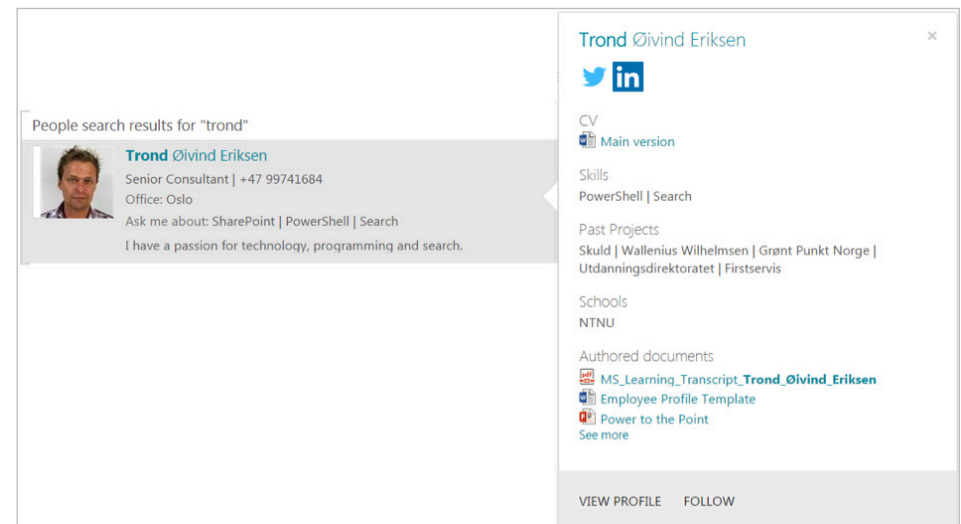 People search results for "trond"
Trond Øivind Eriksen
Senior Consultant | +47 99741684
Office: Oslo
Ask me about: SharePoint | PowerShell | Search
I have a passion for technology, programming and search.
Trond Øivind Eriksen
×
in
CV
Main version
Skills
PowerShell | Search
Past Projects
Skuld | Wallenius Wilhelmsen | Grønt Punkt Norge |
Utdanningsdirektoratet | Firstservis
Schools
NTNU
Authored documents
MS_Learning_Transcript_Trond_Øivind_Eriksen
Employee Profile Template
Power to the Point
See more
VIEW PROFILE FOLLOW